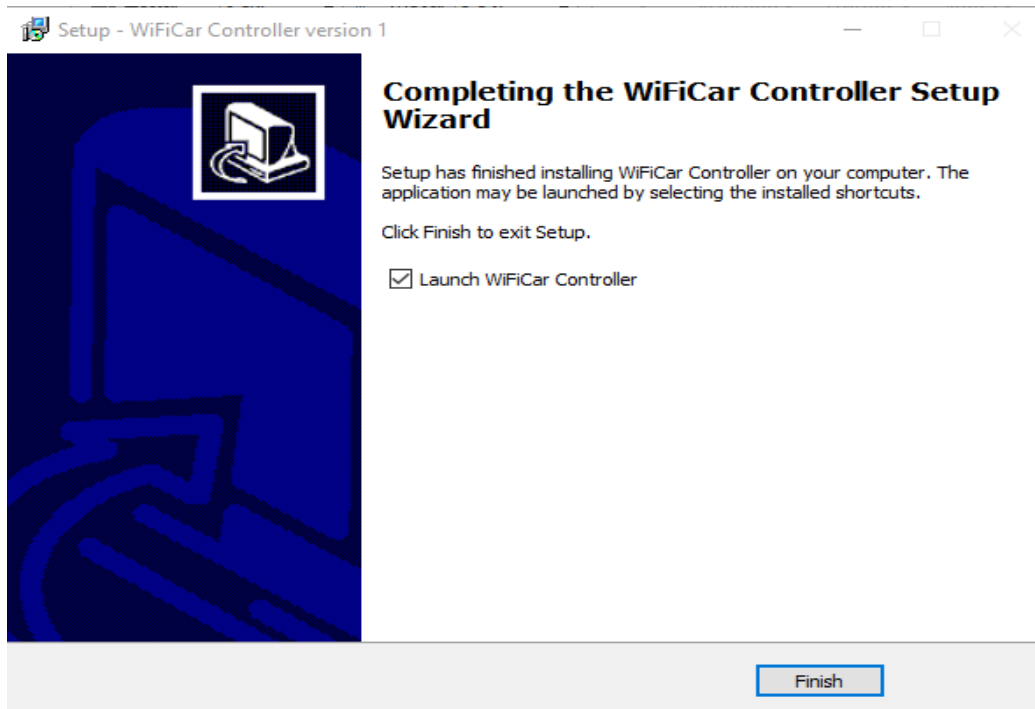 Setup - WiFiCar Controller version 1
Completing the WiFiCar Controller Setup
Wizard
Setup has finished installing WiFiCar Controller on your computer. The
application may be launched by selecting the installed shortcuts.
Click Finish to exit Setup.
Launch WiFiCar Controller
Finish